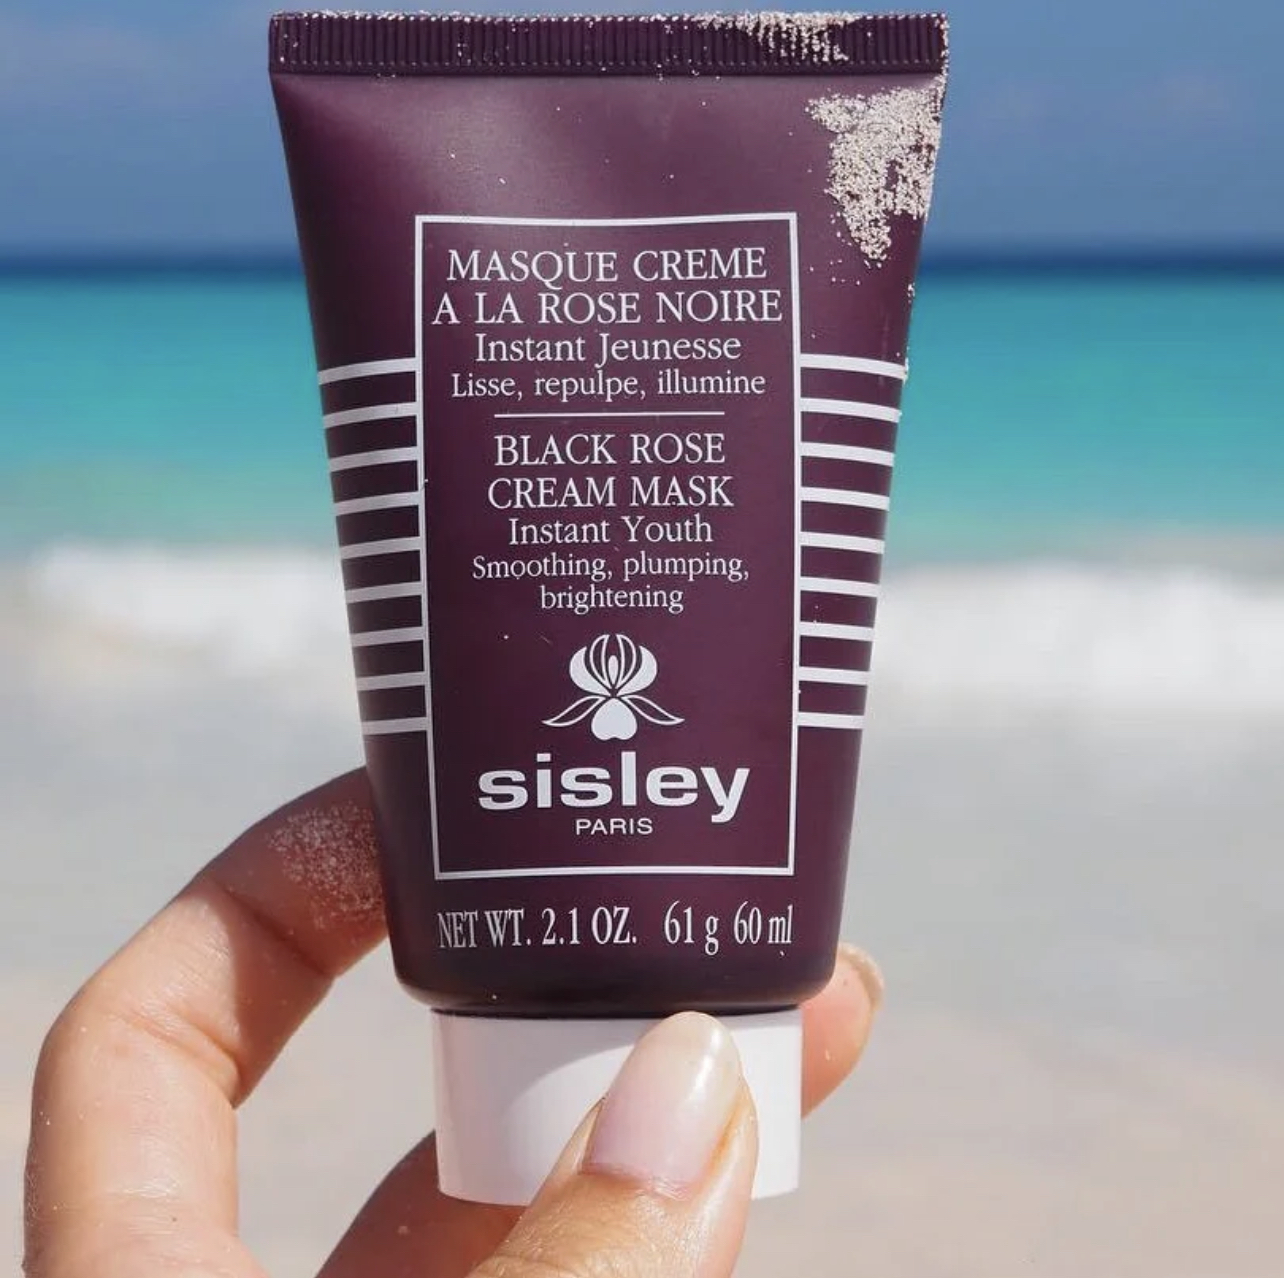 MASQUE CREME
A LA ROSE NOIRE
Instant Jeunesse
Lisse, repulpe, illumine
BLACK ROSE
CREAM MASK
Instant Youth
Smoothing, plumping,
brightening
sisley
PARIS
NET WT. 2.1 OZ. 61 g 60 ml